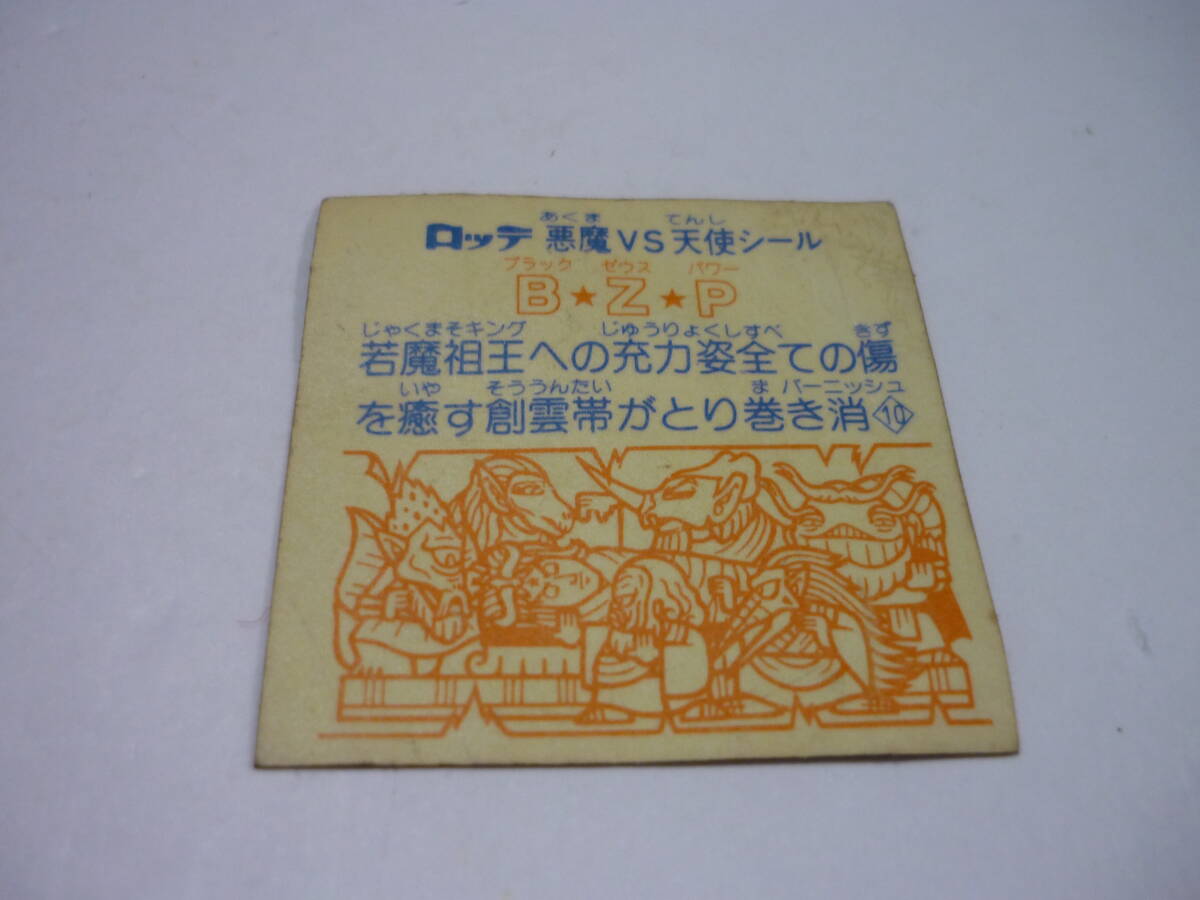 あくま てんし
ロッテ 悪魔VS天使シール
ブラック ゼウス パワー
B★Z★P
じゃくまそキング じゅうりょくしすべ きず
若魔祖王への充力姿全ての傷
いや そううんたい ま バーニッシュ
を癒す創雲帯がとり巻き消10